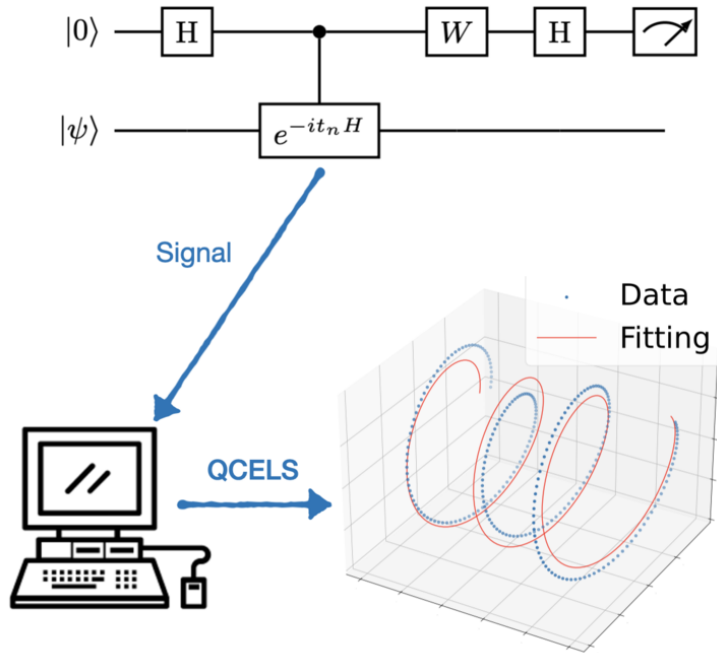 |0⟩ H W H
|ψ⟩ e^{-it_n H}
Signal
Data
Fitting
QCELS